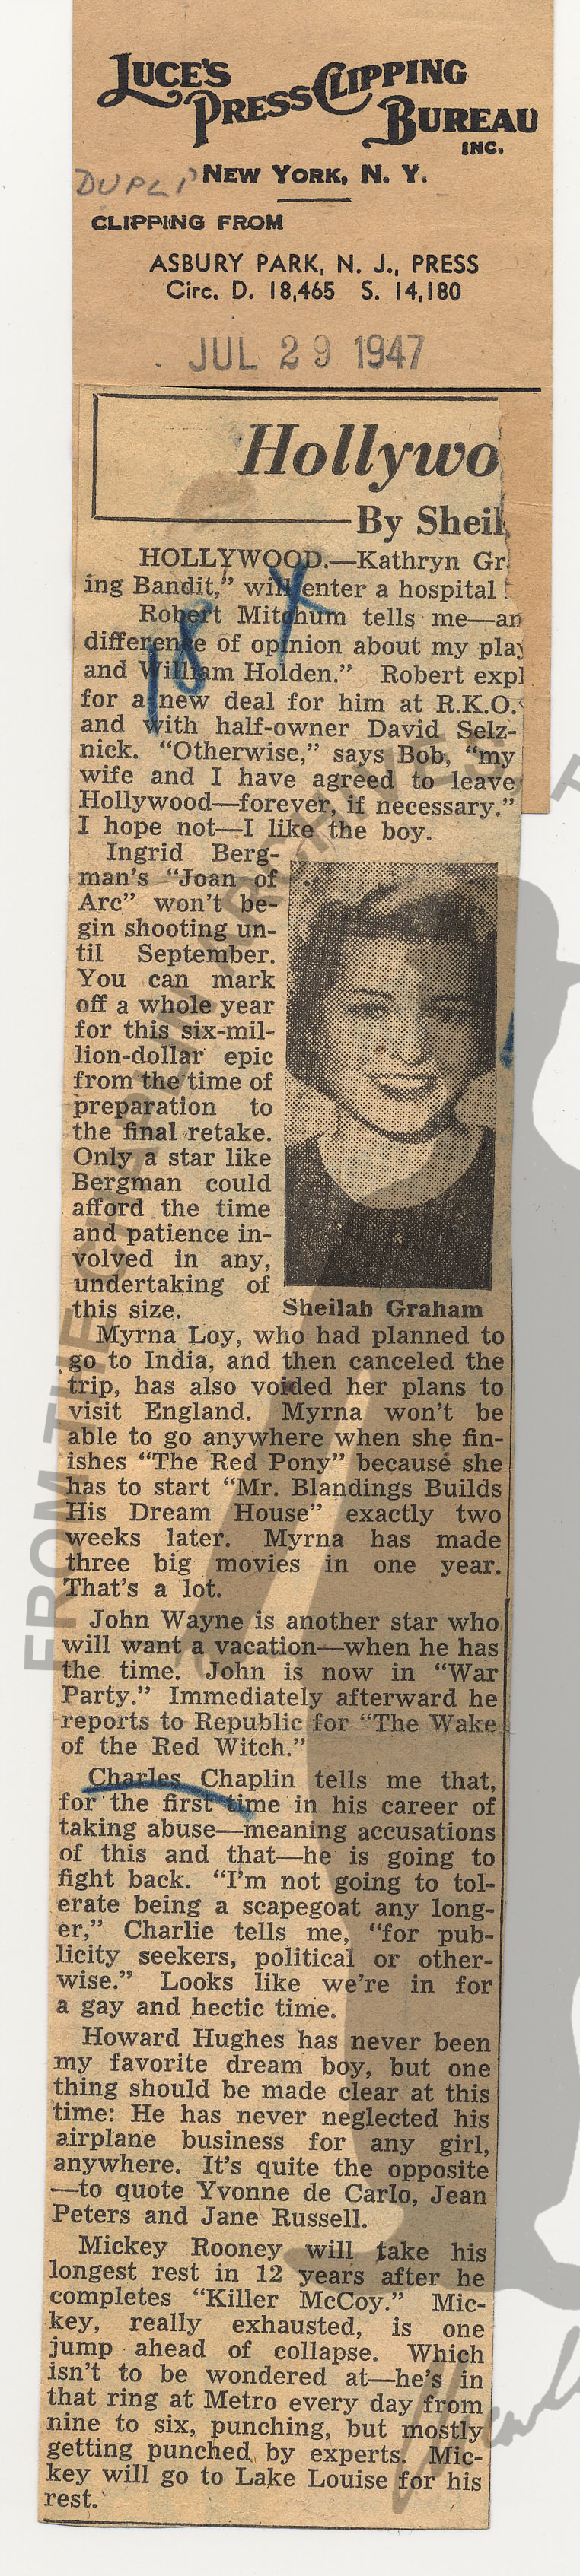 LUCE'S
PRESS CLIPPING
BUREAU
INC.
DUPLI
NEW YORK, N. Y.
CLIPPING FROM
ASBURY PARK, N. J., PRESS
Circ. D. 18,465 S. 14,180
JUL 29 1947
Hollywo
By Sheil
HOLLYWOOD.—Kathryn Gr
ing Bandit," will enter a hospital
Robert Mitchum tells me—an
difference of opinion about my play
and William Holden." Robert expl
for a new deal for him at R.K.O.
and with half-owner David Selz-
nick. "Otherwise," says Bob, "my
wife and I have agreed to leave
Hollywood—forever, if necessary."
I hope not—I like the boy.
Ingrid Berg-
man's "Joan of
Arc" won't be-
gin shooting un-
til September.
You can mark
off a whole year
for this six-mil-
lion-dollar epic
from the time of
preparation to
the final retake.
Only a star like
Bergman could
afford the time
and patience in-
volved in any,
undertaking of
this size.
Sheilah Graham
Myrna Loy, who had planned to
go to India, and then canceled the
trip, has also voided her plans to
visit England. Myrna won't be
able to go anywhere when she fin-
ishes "The Red Pony" because she
has to start "Mr. Blandings Builds
His Dream House" exactly two
weeks later. Myrna has made
three big movies in one year.
That's a lot.
John Wayne is another star who
will want a vacation—when he has
the time. John is now in "War
Party." Immediately afterward he
reports to Republic for "The Wake
of the Red Witch."
Charles Chaplin tells me that,
for the first time in his career of
taking abuse—meaning accusations
of this and that—he is going to
fight back. "I'm not going to tol-
erate being a scapegoat any long-
er," Charlie tells me, "for pub-
licity seekers, political or other-
wise." Looks like we're in for
a gay and hectic time.
Howard Hughes has never been
my favorite dream boy, but one
thing should be made clear at this
time: He has never neglected his
airplane business for any girl,
anywhere. It's quite the opposite
—to quote Yvonne de Carlo, Jean
Peters and Jane Russell.
Mickey Rooney will take his
longest rest in 12 years after he
completes "Killer McCoy." Mic-
key, really exhausted, is one
jump ahead of collapse. Which
isn't to be wondered at—he's in
that ring at Metro every day from
nine to six, punching, but mostly
getting punched by experts. Mic-
key will go to Lake Louise for his
rest.
FROM THE CHAPLIN ARCHIVES